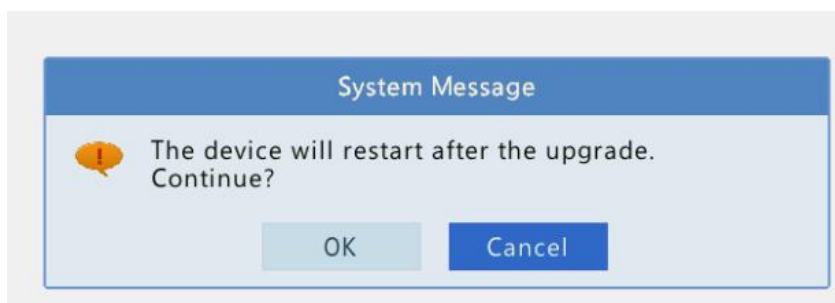 System Message
The device will restart after the upgrade.
Continue?
OK
Cancel